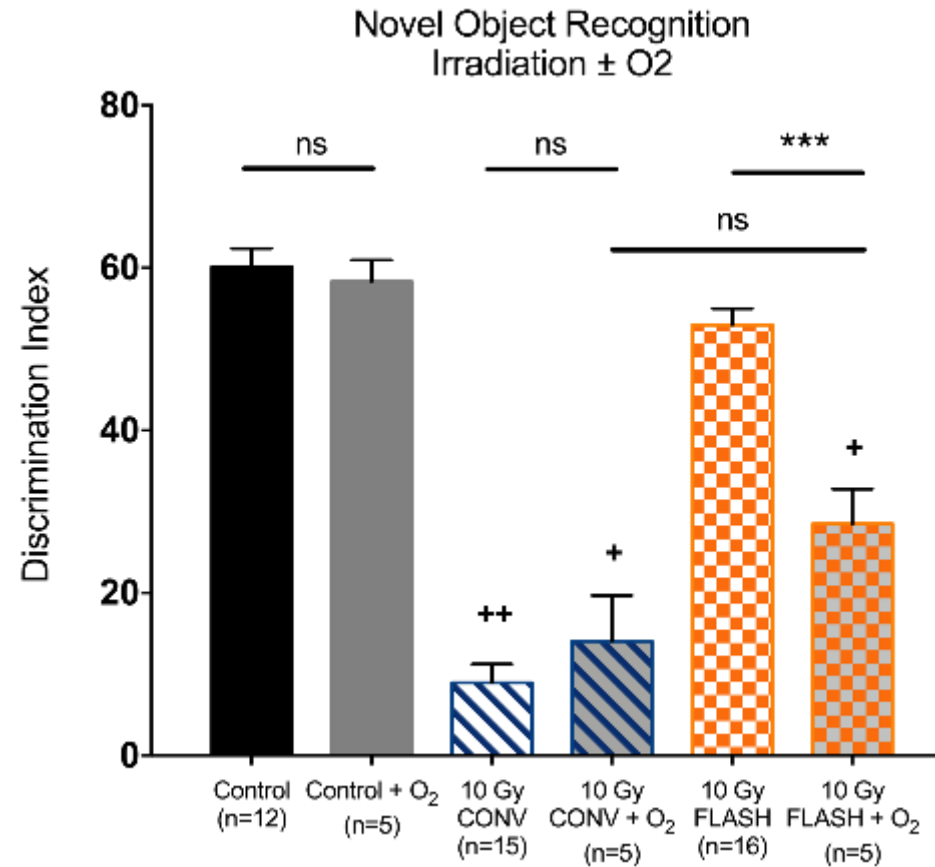 Novel Object Recognition
Irradiation ± O2
Discrimination Index
80
60
40
20
0
ns
ns
***
ns
++
+
+
Control
(n=12)
Control + O₂
(n=5)
10 Gy
CONV
(n=15)
10 Gy
CONV + O₂
(n=5)
10 Gy
FLASH
(n=16)
10 Gy
FLASH + O₂
(n=5)